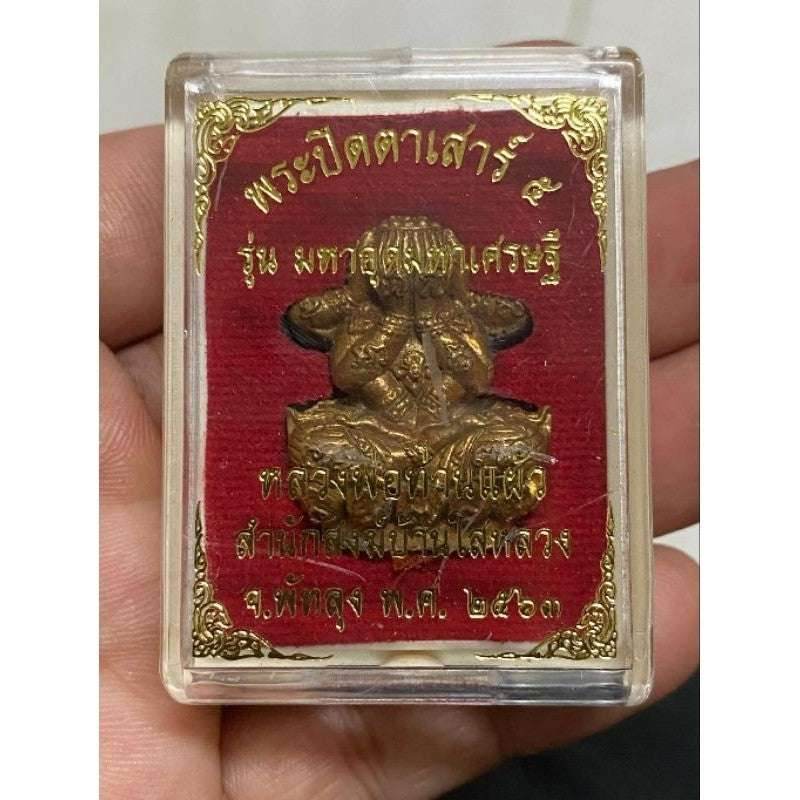 พระปิดตาเสาร์ ๕
รุ่น มหาอุตมหาเศรษฐี
หลวงพ่อท่านแผ้ว
สำนักสงฆ์บ้านใสหลวง
จ.พัทลุง พ.ศ. ๒๕๖๓